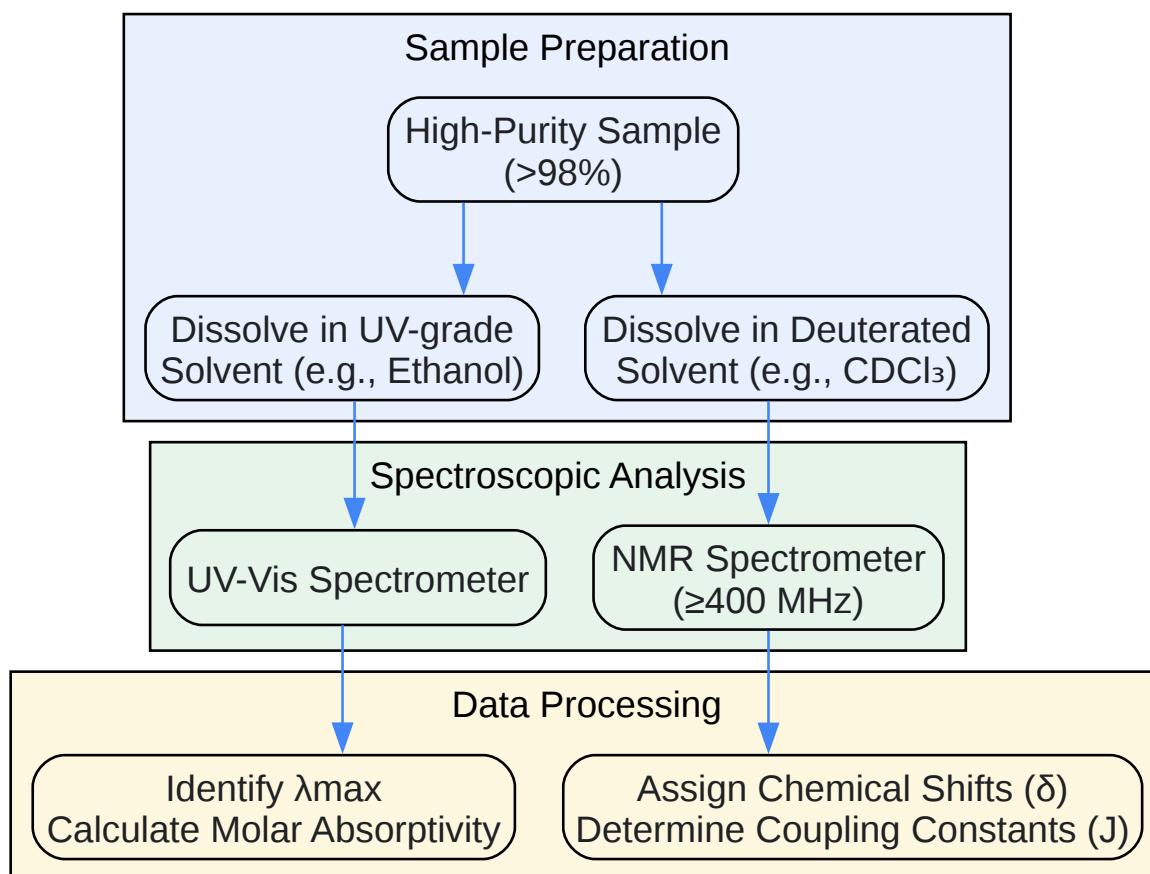 Sample Preparation
High-Purity Sample
(>98%)
Dissolve in UV-grade
Solvent (e.g., Ethanol)
Dissolve in Deuterated
Solvent (e.g., CDCl₃)
Spectroscopic Analysis
UV-Vis Spectrometer
NMR Spectrometer
(≥400 MHz)
Data Processing
Identify λmax
Calculate Molar Absorptivity
Assign Chemical Shifts (δ)
Determine Coupling Constants (J)